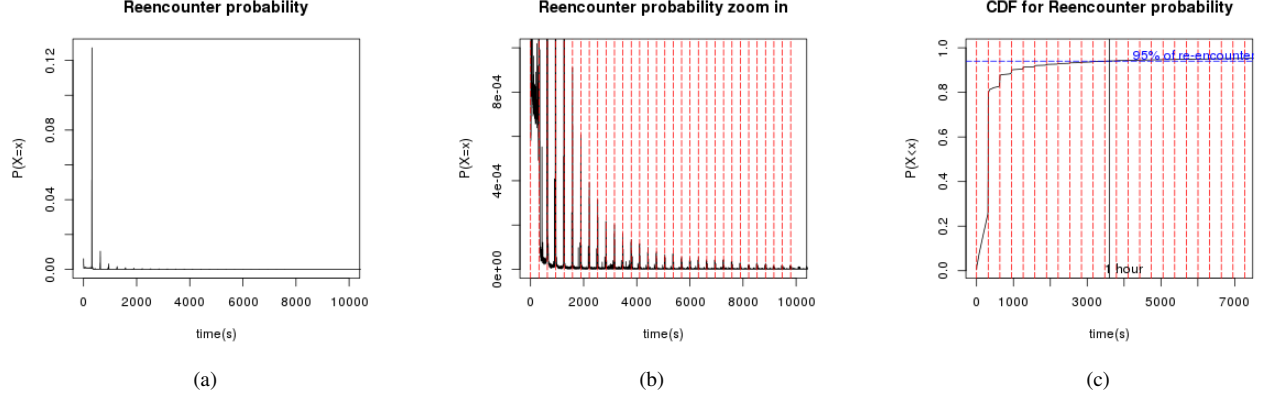 Reencounter probability
P(X=x)
0.12
0.08
0.04
0.00
0 2000 4000 6000 8000 10000
time(s)
(a)
Reencounter probability zoom in
P(X=x)
8e-04
4e-04
0e+00
0 2000 4000 6000 8000 10000
time(s)
(b)
CDF for Reencounter probability
P(X<x)
1.0
0.8
0.6
0.4
0.2
0.0
95% of re-encounter
1 hour
0 1000 3000 5000 7000
time(s)
(c)